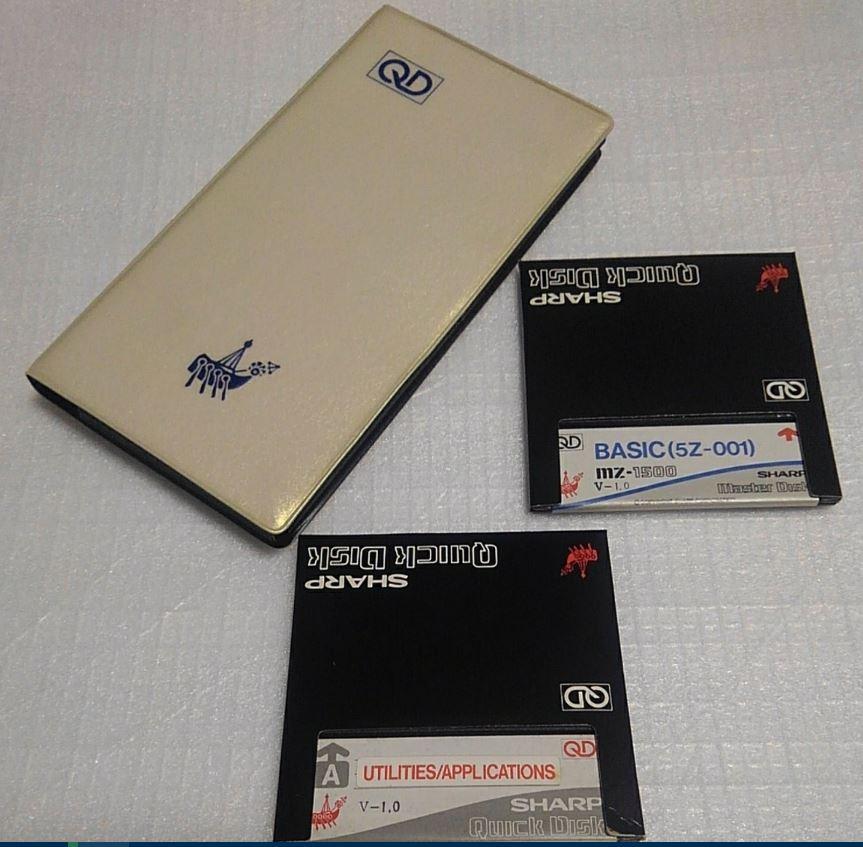 QD
Quick Disk
SHARP
QD
QD
BASIC(5Z-001)
mz-1500
SHARP
V-1.0
Master Disk
Quick Disk
SHARP
QD
QD
A
UTILITIES/APPLICATIONS
V-1.0
SHARP
Quick Disk